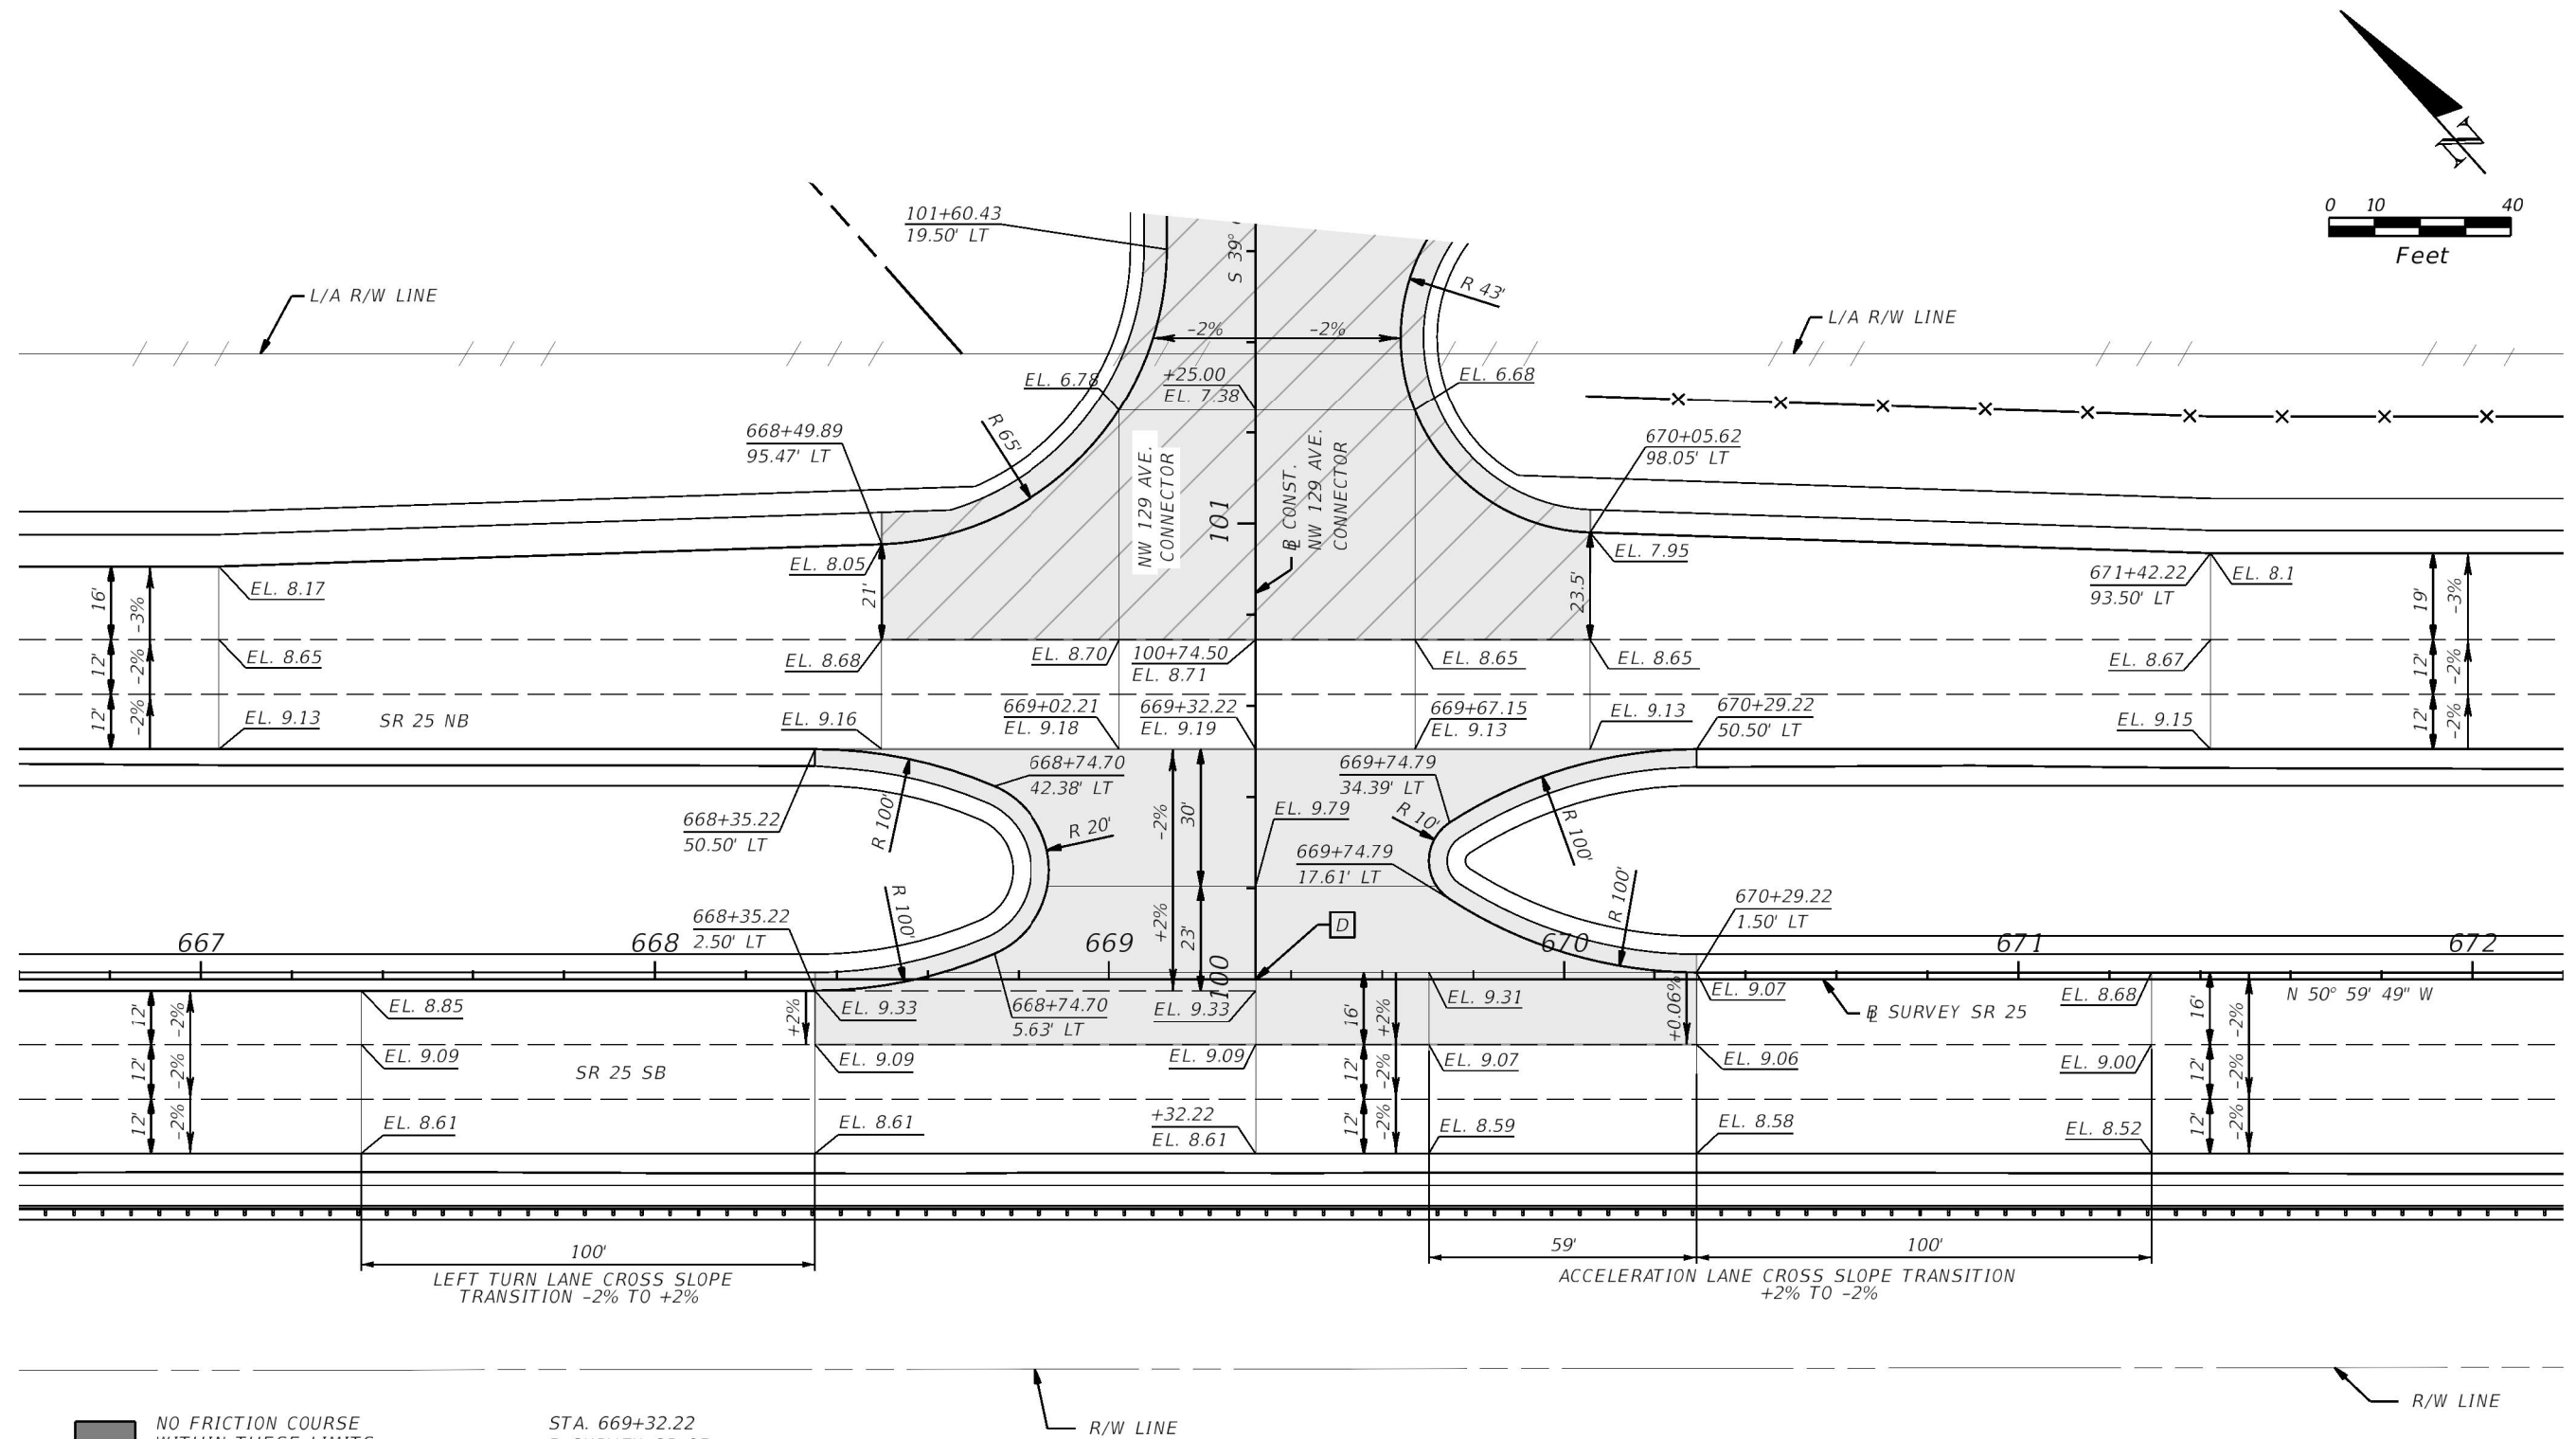 0 10 40
Feet
N
101+60.43
19.50' LT
S 39°
R 43'
L/A R/W LINE
L/A R/W LINE
-2% -2%
EL. 6.78
+25.00
EL. 7.38
EL. 6.68
R 65'
668+49.89
95.47' LT
670+05.62
98.05' LT
NW 129 AVE.
CONNECTOR
101
BL CONST.
NW 129 AVE.
CONNECTOR
EL. 8.05
EL. 7.95
21'
23.5'
EL. 8.17
671+42.22
93.50' LT
EL. 8.1
16'
-3%
19'
-3%
EL. 8.65
EL. 8.68
EL. 8.70
100+74.50
EL. 8.71
EL. 8.65
EL. 8.65
EL. 8.67
12'
-2%
12'
-2%
EL. 9.13
SR 25 NB
EL. 9.16
669+02.21
EL. 9.18
669+32.22
EL. 9.19
669+67.15
EL. 9.13
EL. 9.13
670+29.22
50.50' LT
EL. 9.15
12'
-2%
12'
-2%
668+74.70
42.38' LT
669+74.79
34.39' LT
668+35.22
50.50' LT
R 100'
R 20'
-2%
30'
EL. 9.79
R 10'
R 100'
669+74.79
17.61' LT
R 100'
R 100'
668+35.22
2.50' LT
+2%
23'
D
670+29.22
1.50' LT
667 668 669 670 671 672
100
EL. 8.85
EL. 9.33
668+74.70
5.63' LT
EL. 9.33
EL. 9.31
EL. 9.07
BL SURVEY SR 25
EL. 8.68
N 50° 59' 49" W
12'
-2%
+2%
16'
+2%
+0.06%
16'
-2%
EL. 9.09
SR 25 SB
EL. 9.09
EL. 9.09
EL. 9.07
EL. 9.06
EL. 9.00
12'
-2%
12'
-2%
12'
EL. 8.61
EL. 8.61
+32.22
EL. 8.61
EL. 8.59
EL. 8.58
EL. 8.52
12'
-2%
12'
-2%
12'
-2%
100'
LEFT TURN LANE CROSS SLOPE
TRANSITION -2% TO +2%
59'
100'
ACCELERATION LANE CROSS SLOPE TRANSITION
+2% TO -2%
R/W LINE
R/W LINE
NO FRICTION COURSE
WITHIN THESE LIMITS
STA. 669+32.22